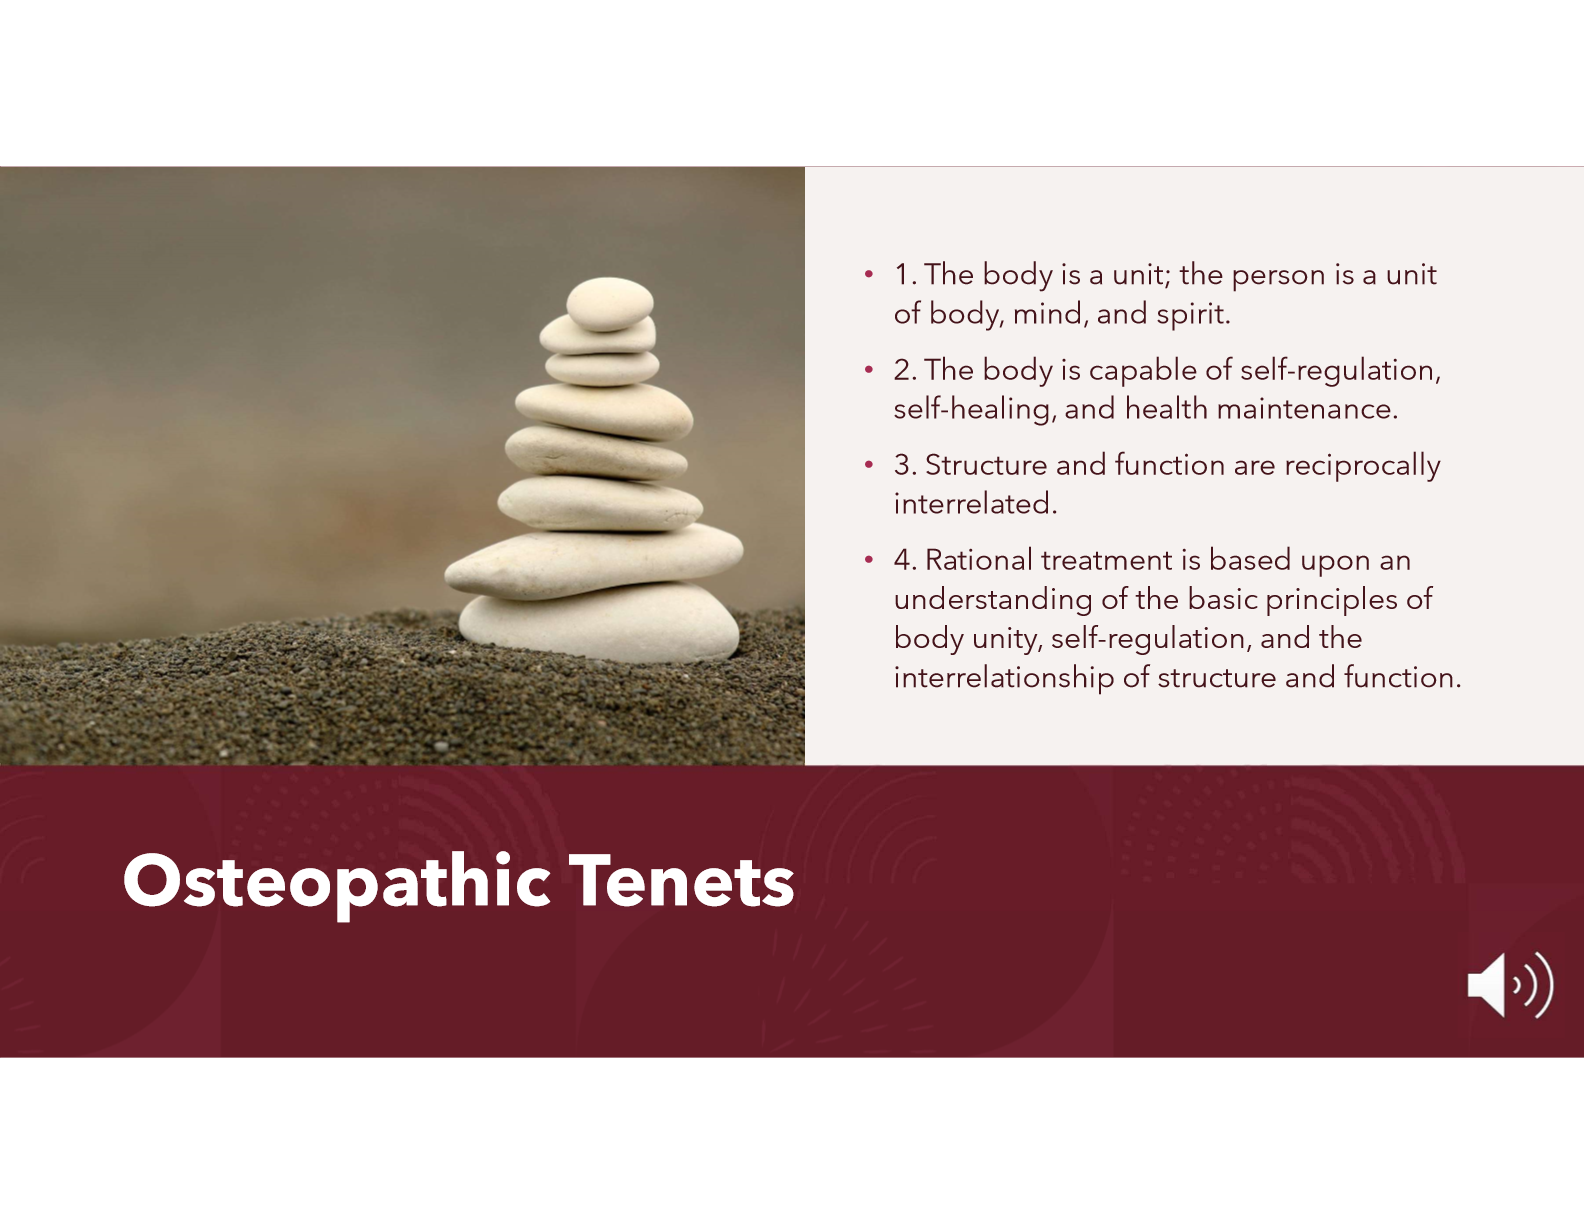 • 1. The body is a unit; the person is a unit
of body, mind, and spirit.
• 2. The body is capable of self-regulation,
self-healing, and health maintenance.
• 3. Structure and function are reciprocally
interrelated.
• 4. Rational treatment is based upon an
understanding of the basic principles of
body unity, self-regulation, and the
interrelationship of structure and function.
Osteopathic Tenets